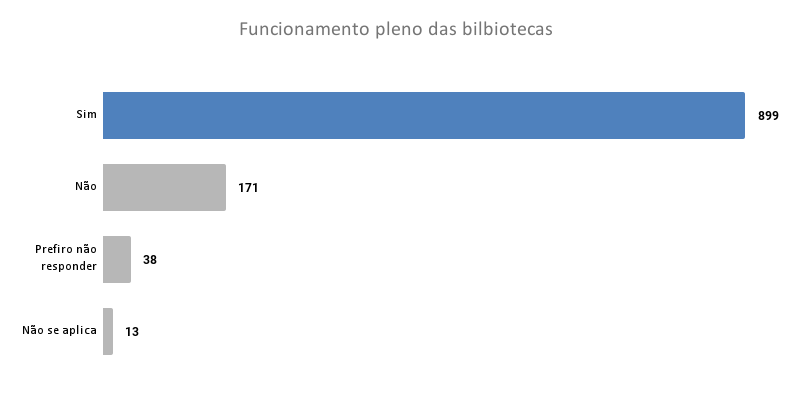 Funcionamento pleno das bilbiotecas
Sim
899
Não
171
Prefiro não
responder
38
Não se aplica
13